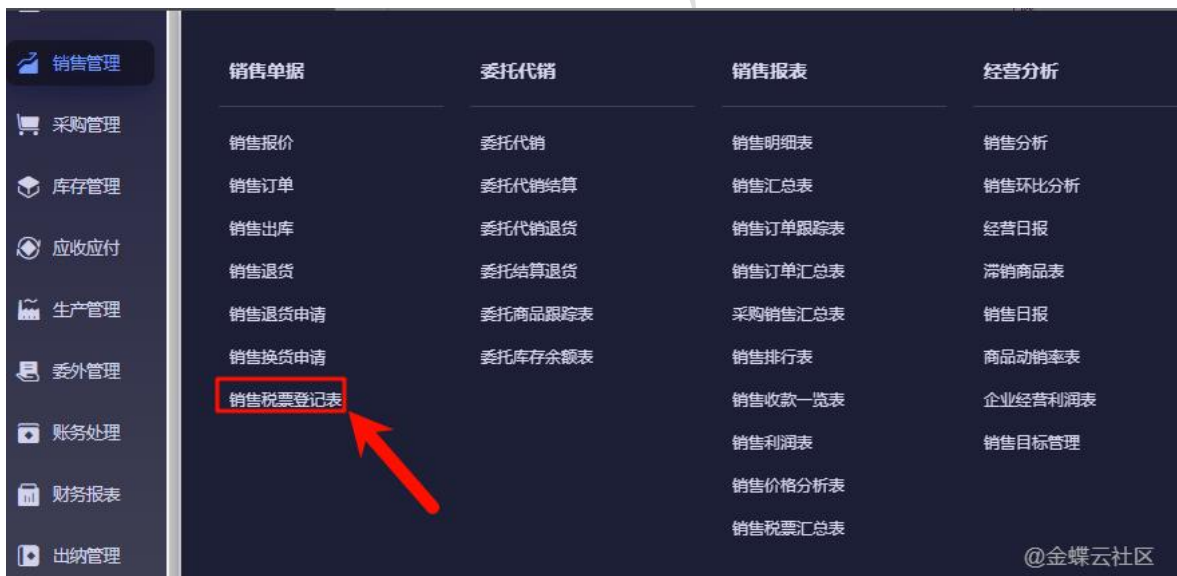 销售管理
采购管理
库存管理
应收应付
生产管理
委外管理
账务处理
财务报表
出纳管理
销售单据
销售报价
销售订单
销售出库
销售退货
销售退货申请
销售换货申请
销售税票登记表
委托代销
委托代销
委托代销结算
委托代销退货
委托结算退货
委托商品跟踪表
委托库存余额表
销售报表
销售明细表
销售汇总表
销售订单跟踪表
销售订单汇总表
采购销售汇总表
销售排行表
销售收款一览表
销售利润表
销售价格分析表
销售税票汇总表
经营分析
销售分析
销售环比分析
经营日报
滞销商品表
销售日报
商品动销率表
企业经营利润表
销售目标管理
@金蝶云社区